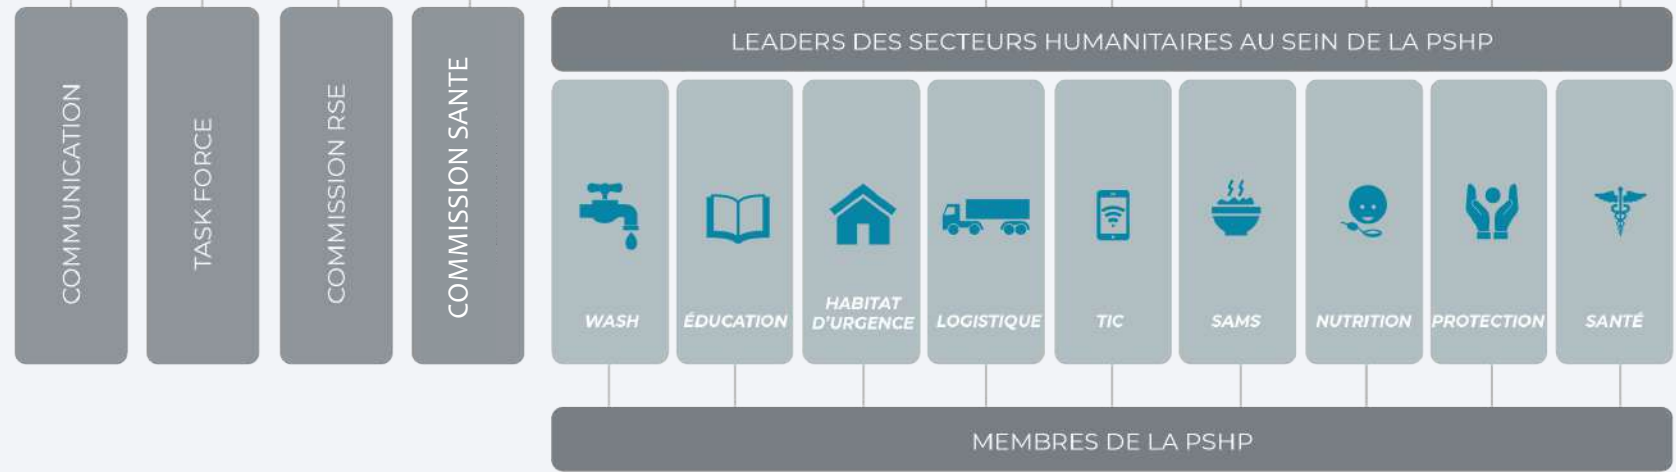 COMMUNICATION
TASK FORCE
COMMISSION RSE
COMMISSION SANTE
LEADERS DES SECTEURS HUMANITAIRES AU SEIN DE LA PSHP
WASH
ÉDUCATION
HABITAT
D'URGENCE
LOGISTIQUE
TIC
SAMS
NUTRITION
PROTECTION
SANTÉ
MEMBRES DE LA PSHP